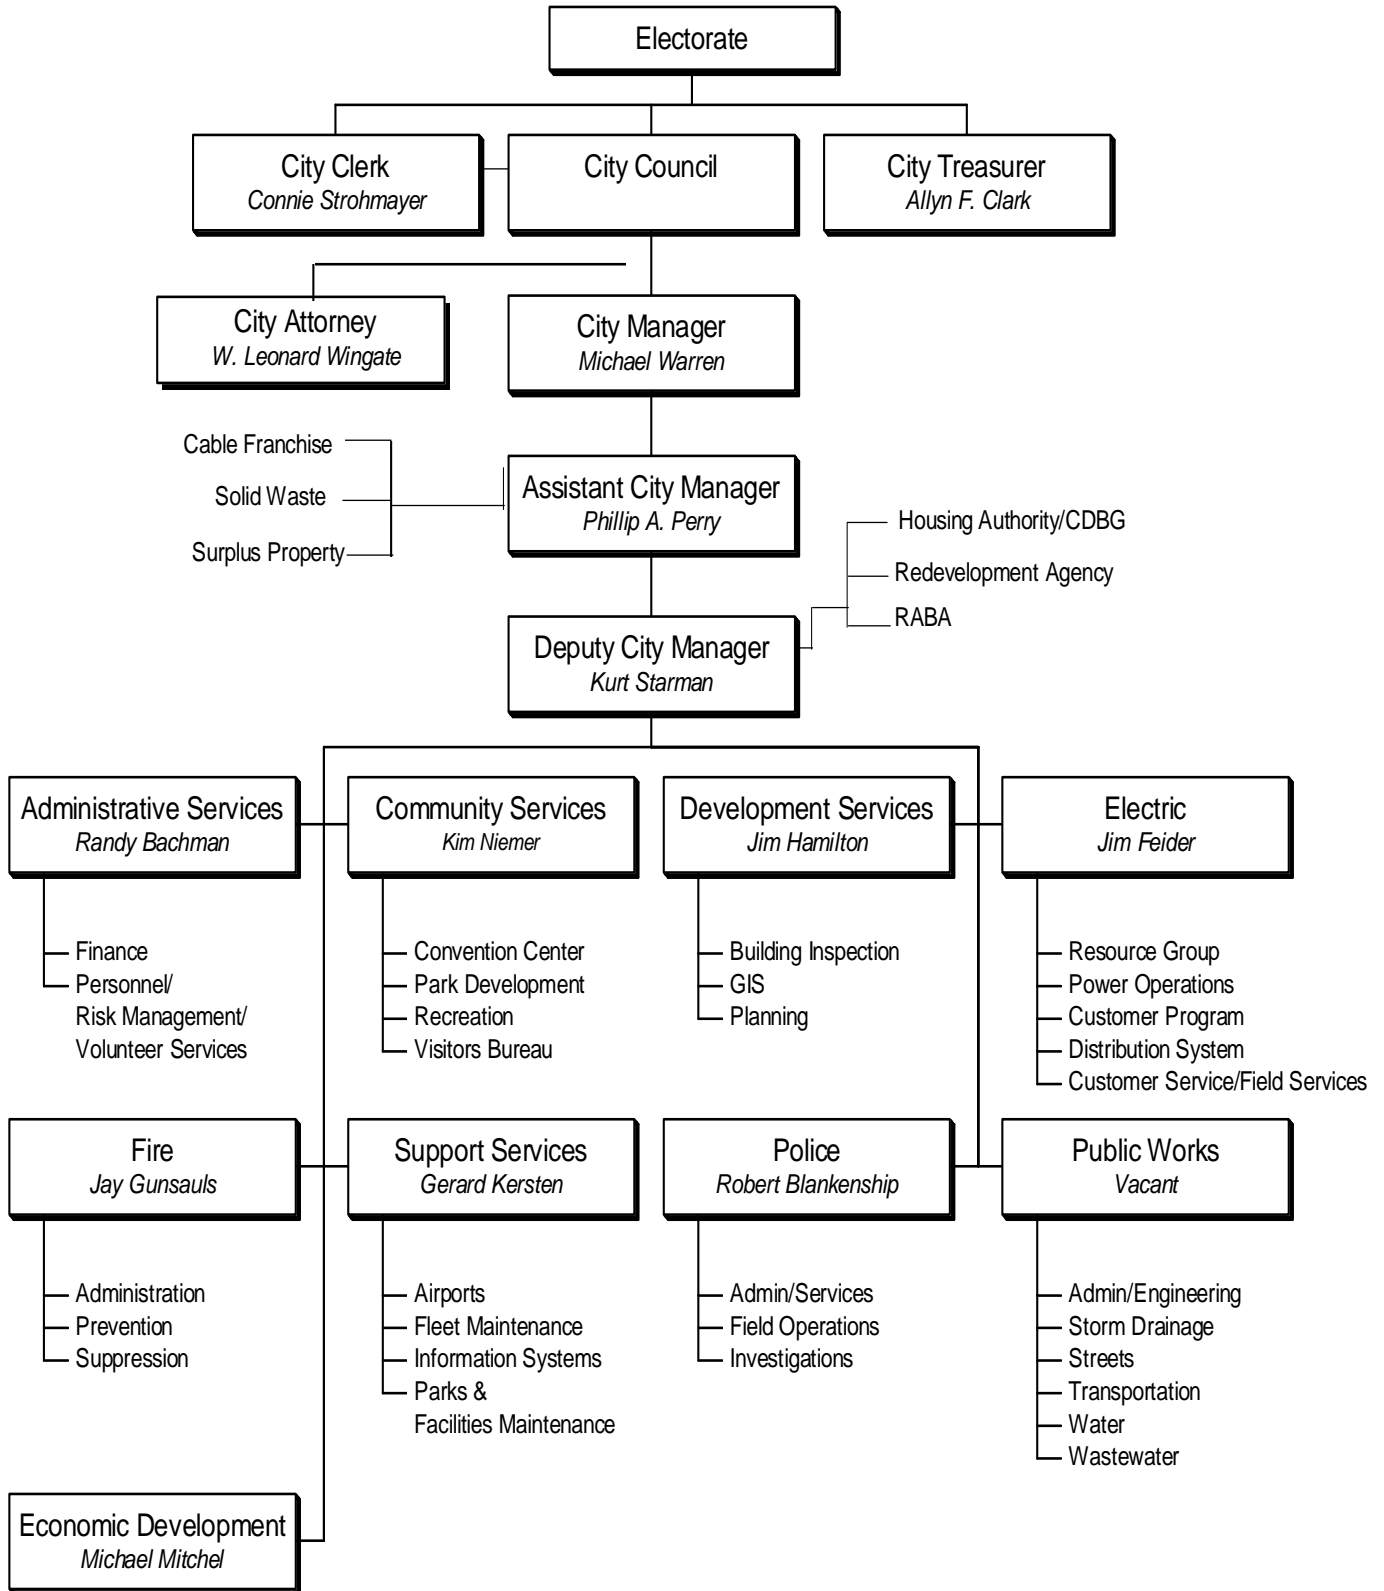 Electorate
City Clerk
Connie Strohmayer
City Council
City Treasurer
Allyn F. Clark
City Attorney
W. Leonard Wingate
City Manager
Michael Warren
Cable Franchise
Solid Waste
Surplus Property
Assistant City Manager
Phillip A. Perry
Housing Authority/CDBG
Redevelopment Agency
RABA
Deputy City Manager
Kurt Starman
Administrative Services
Randy Bachman
Finance
Personnel/
Risk Management/
Volunteer Services
Community Services
Kim Niemer
Convention Center
Park Development
Recreation
Visitors Bureau
Development Services
Jim Hamilton
Building Inspection
GIS
Planning
Electric
Jim Feider
Resource Group
Power Operations
Customer Program
Distribution System
Customer Service/Field Services
Fire
Jay Gunsauls
Administration
Prevention
Suppression
Support Services
Gerard Kersten
Airports
Fleet Maintenance
Information Systems
Parks &
Facilities Maintenance
Police
Robert Blankenship
Admin/Services
Field Operations
Investigations
Public Works
Vacant
Admin/Engineering
Storm Drainage
Streets
Transportation
Water
Wastewater
Economic Development
Michael Mitchel